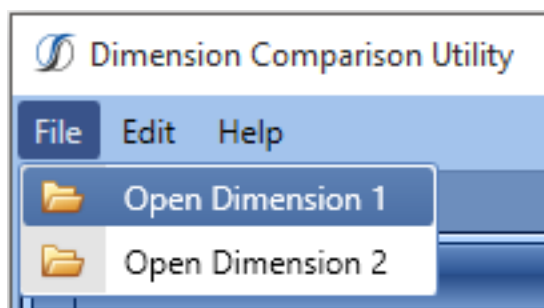 Dimension Comparison Utility
File Edit Help
Open Dimension 1
Open Dimension 2